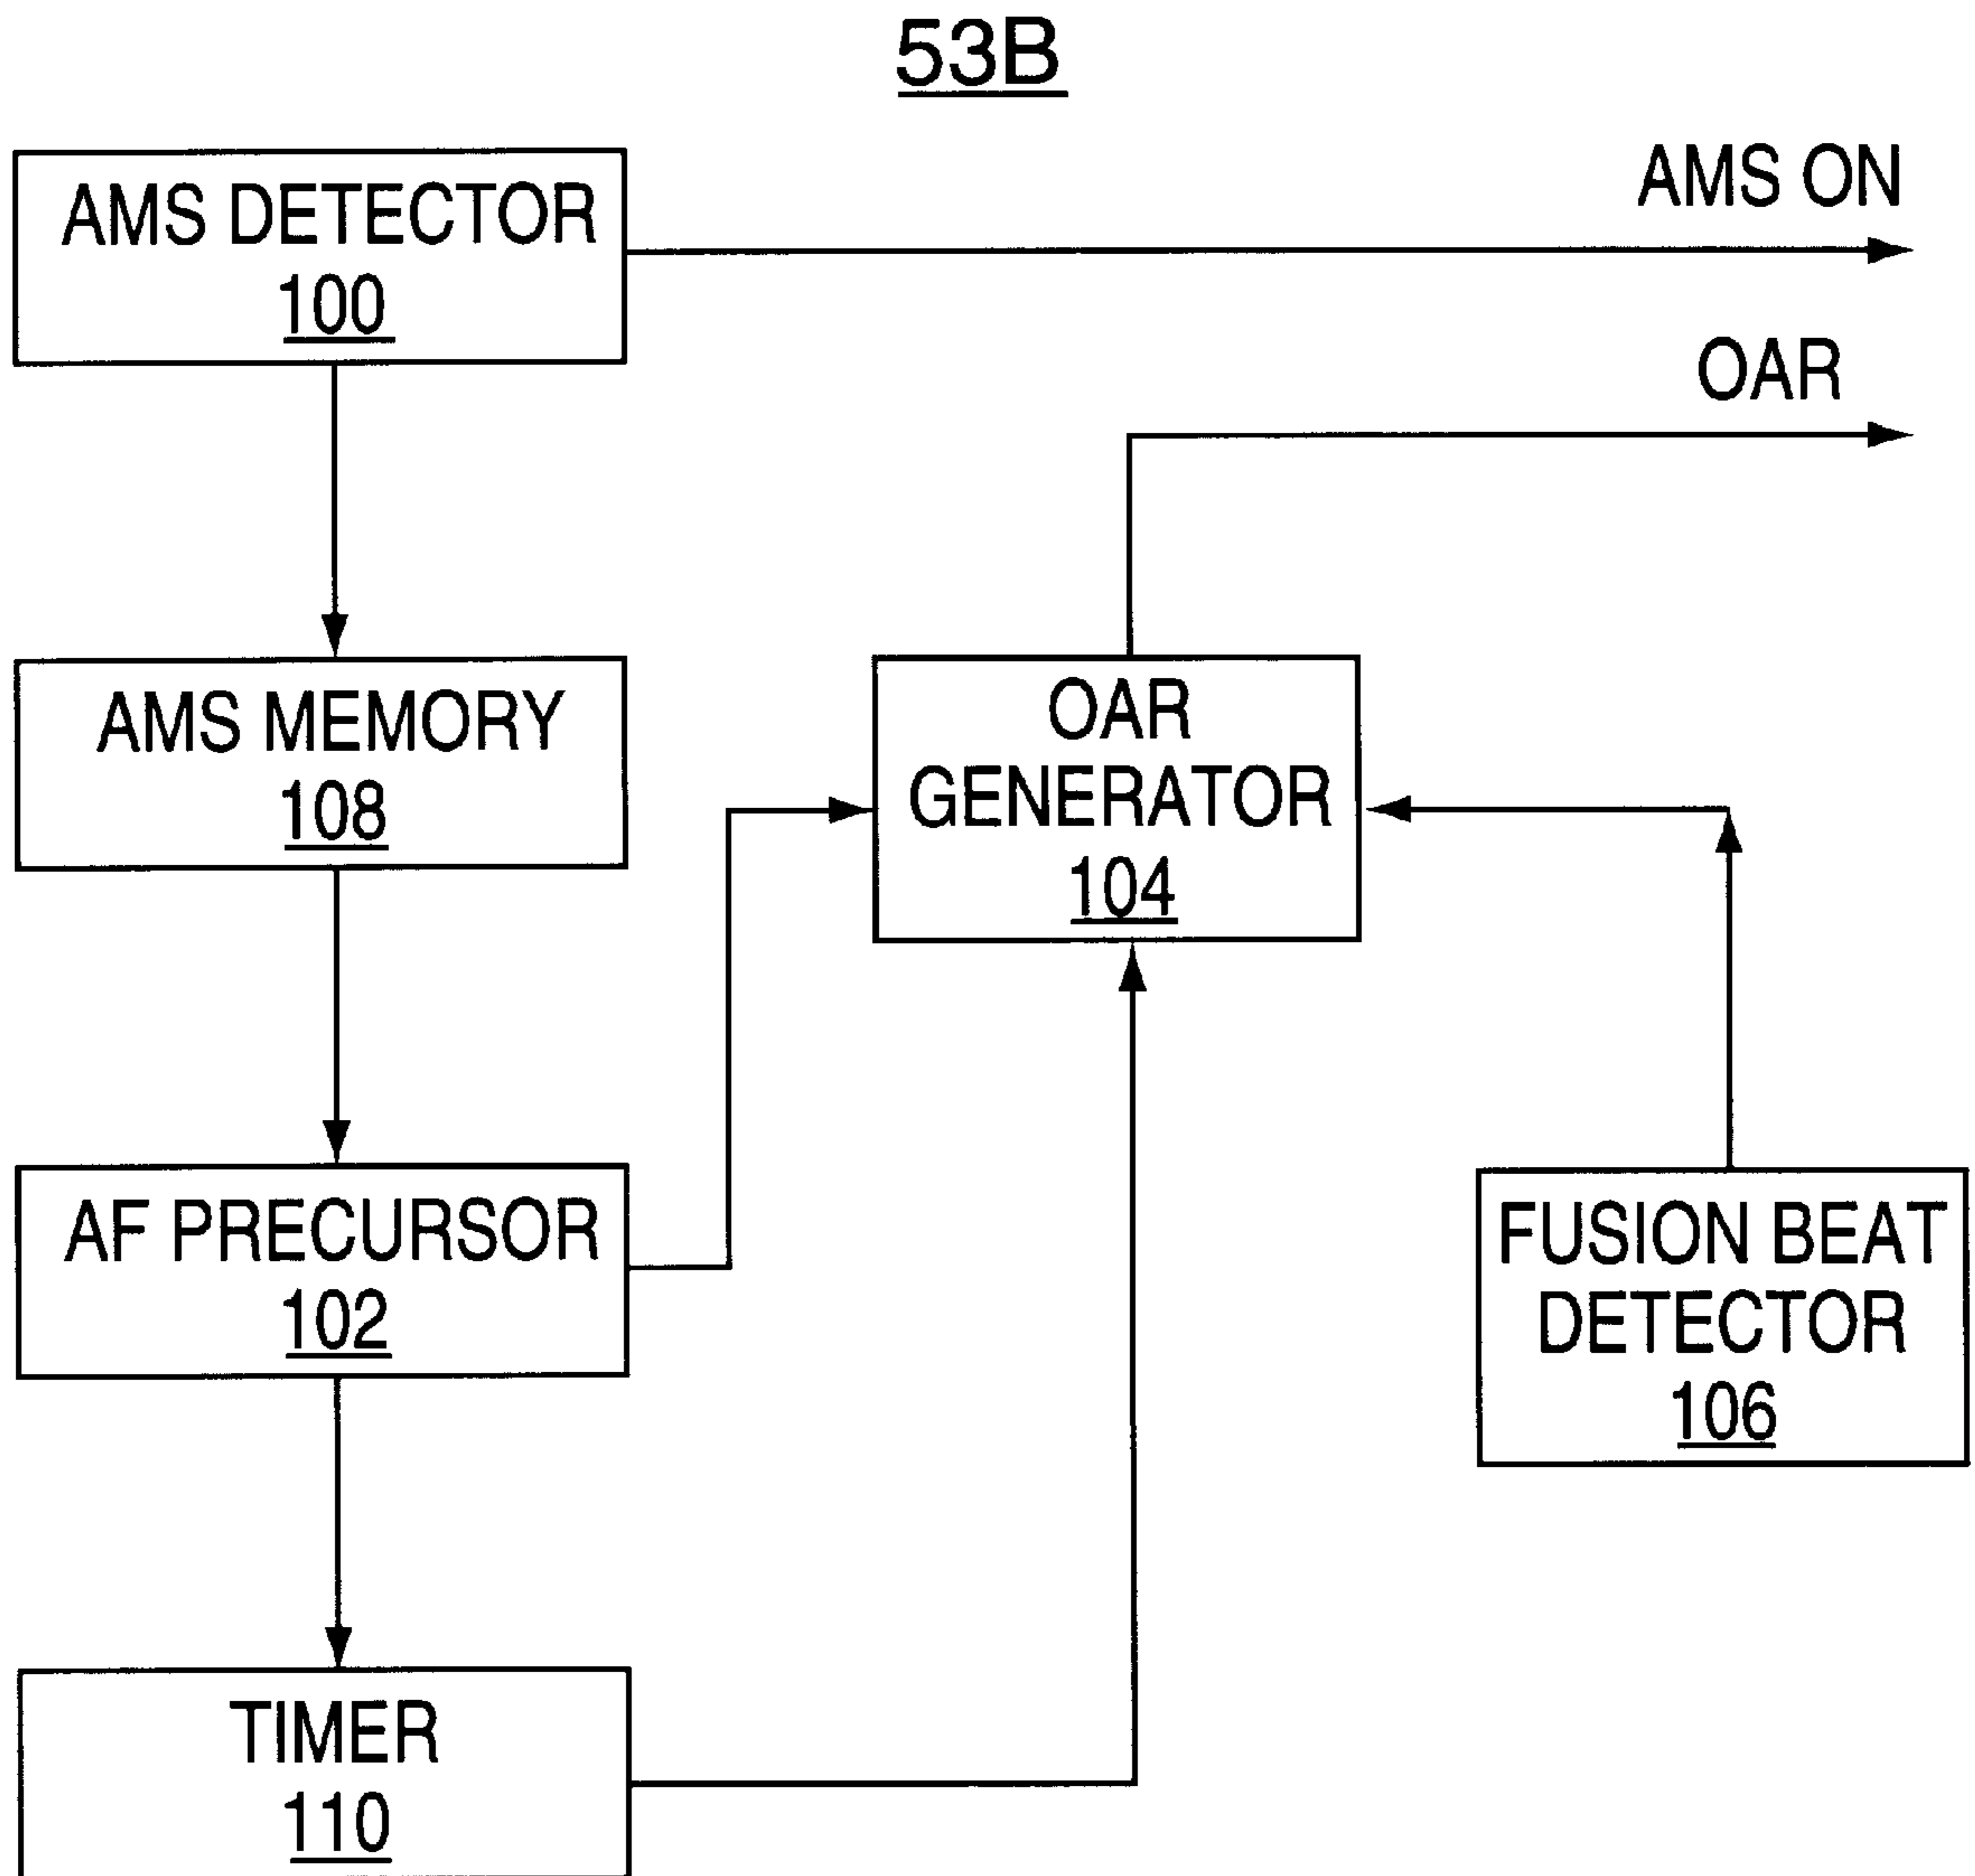 53B
AMS DETECTOR
100
AMS ON
OAR
AMS MEMORY
108
OAR
GENERATOR
104
AF PRECURSOR
102
FUSION BEAT
DETECTOR
106
TIMER
110